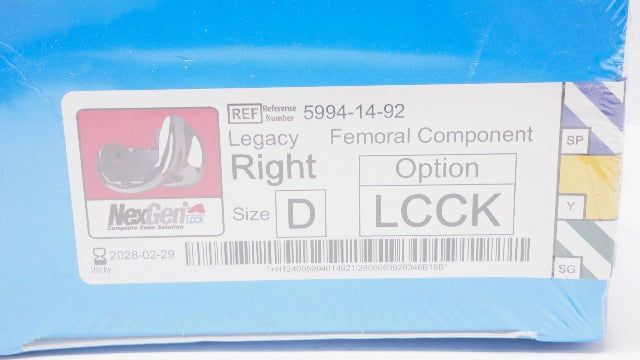 REF Reference Number 5994-14-92
Legacy Femoral Component
Right
Option
Size D
LCCK
NexGen LCCK
Complete Knee Solution
Use by 2028-02-29
SP
Y
SG